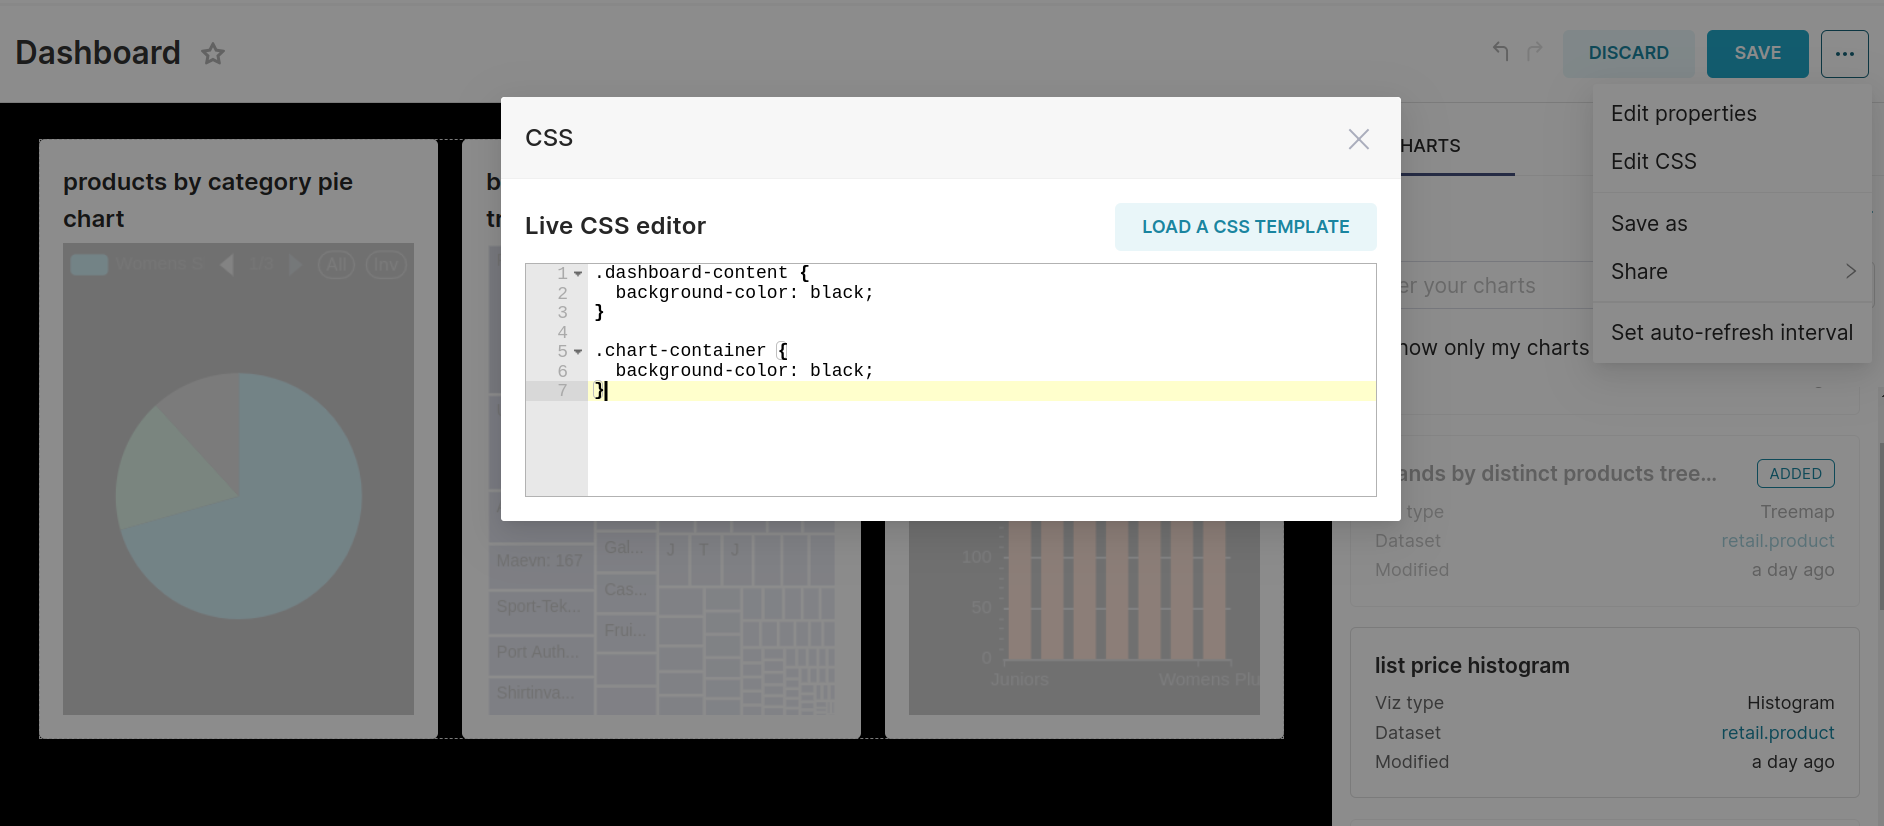 Dashboard
DISCARD
SAVE
Edit properties
Edit CSS
Save as
Share
Set auto-refresh interval
CSS
Live CSS editor
LOAD A CSS TEMPLATE
1 .dashboard-content {
2 background-color: black;
3 }
4
5 .chart-container {
6 background-color: black;
7 }
products by category pie
chart
Womens S
1/3
All
Inv
b
tr
Gal...
J
T
J
Maevn: 167
Cas...
Sport-Tek...
Frui...
Port Auth...
Shirtinva...
100
50
0
Juniors
Womens Plu
HARTS
er your charts
how only my charts
ands by distinct products tree...
ADDED
type
Treemap
Dataset
retail.product
Modified
a day ago
list price histogram
Viz type
Histogram
Dataset
retail.product
Modified
a day ago